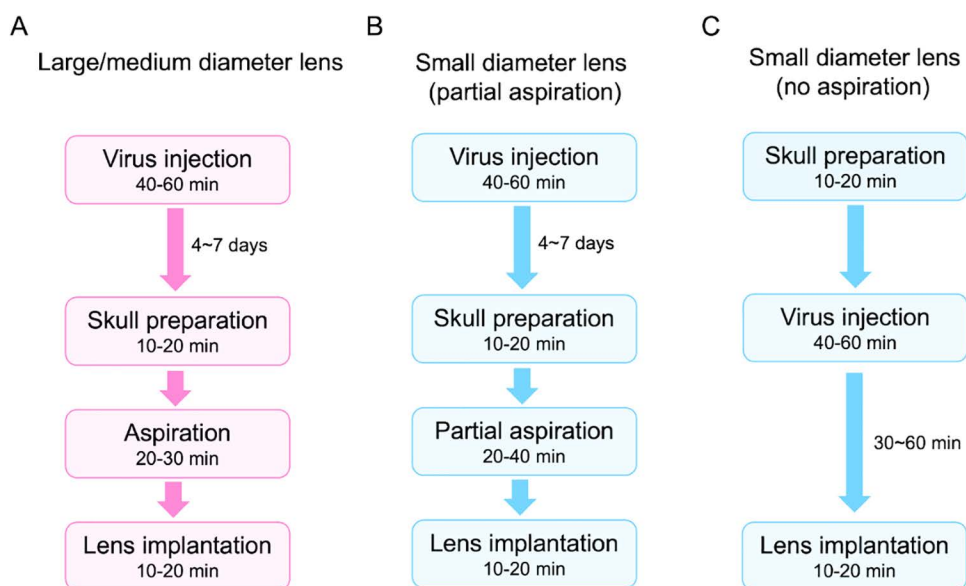 A
Large/medium diameter lens
Virus injection
40-60 min
4~7 days
Skull preparation
10-20 min
Aspiration
20-30 min
Lens implantation
10-20 min
B
Small diameter lens
(partial aspiration)
Virus injection
40-60 min
4~7 days
Skull preparation
10-20 min
Partial aspiration
20-40 min
Lens implantation
10-20 min
C
Small diameter lens
(no aspiration)
Skull preparation
10-20 min
Virus injection
40-60 min
30~60 min
Lens implantation
10-20 min